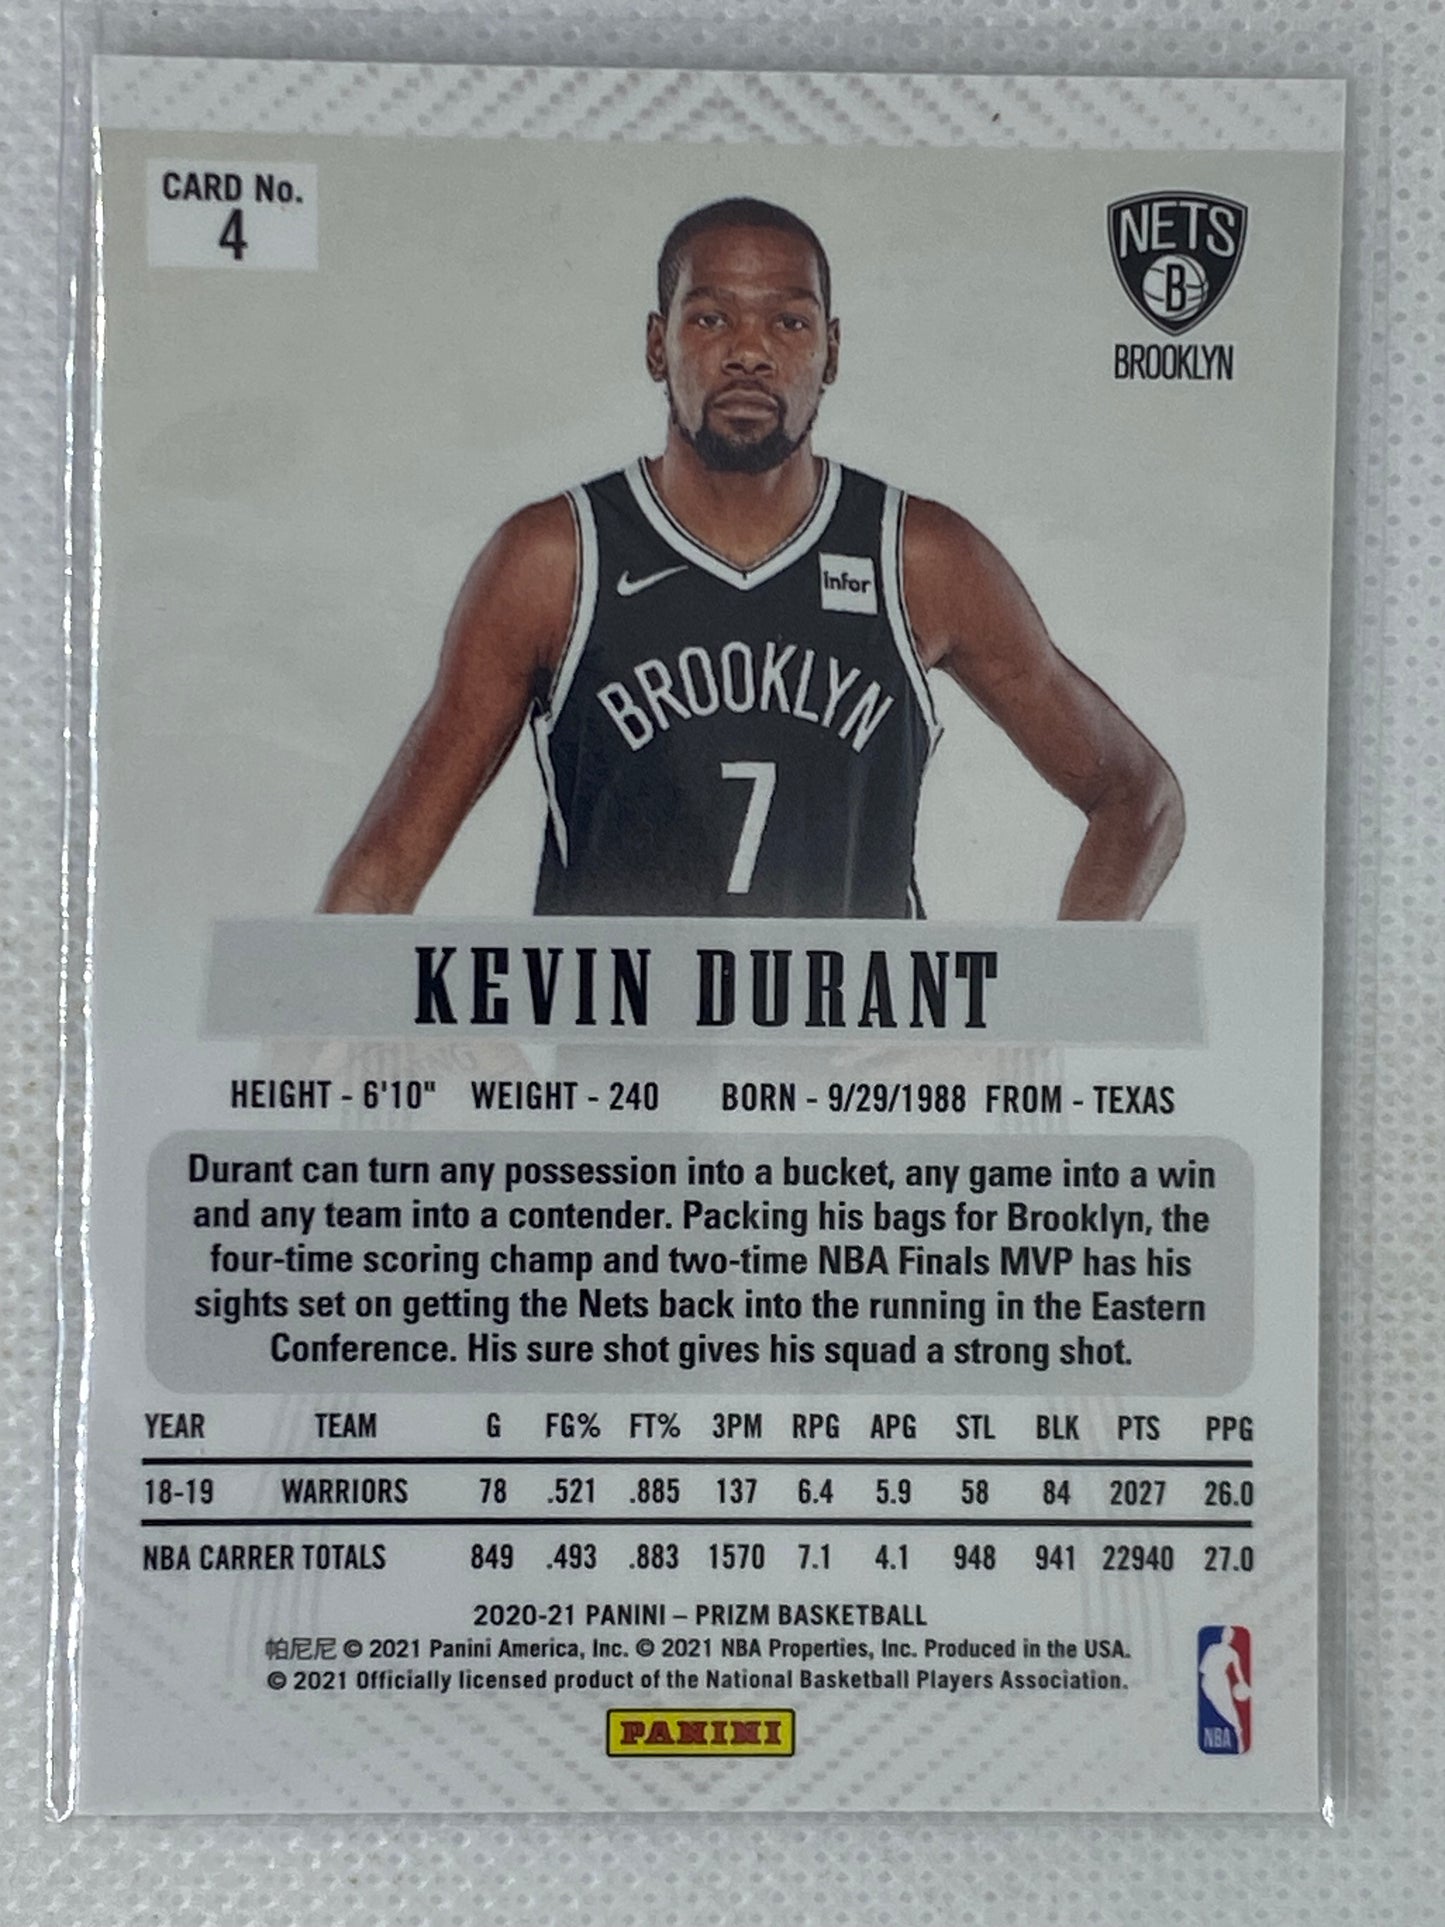 CARD No.
4
NETS
B
BROOKLYN
infor
BROOKLYN
7
KEVIN DURANT
HEIGHT - 6'10" WEIGHT - 240 BORN - 9/29/1988 FROM - TEXAS
Durant can turn any possession into a bucket, any game into a win
and any team into a contender. Packing his bags for Brooklyn, the
four-time scoring champ and two-time NBA Finals MVP has his
sights set on getting the Nets back into the running in the Eastern
Conference. His sure shot gives his squad a strong shot.
YEAR TEAM G FG% FT% 3PM RPG APG STL BLK PTS PPG
18-19 WARRIORS 78 .521 .885 137 6.4 5.9 58 84 2027 26.0
NBA CARRER TOTALS 849 .493 .883 1570 7.1 4.1 948 941 22940 27.0
2020-21 PANINI – PRIZM BASKETBALL
帕尼尼 © 2021 Panini America, Inc. © 2021 NBA Properties, Inc. Produced in the USA.
© 2021 Officially licensed product of the National Basketball Players Association.
PANINI
NBA